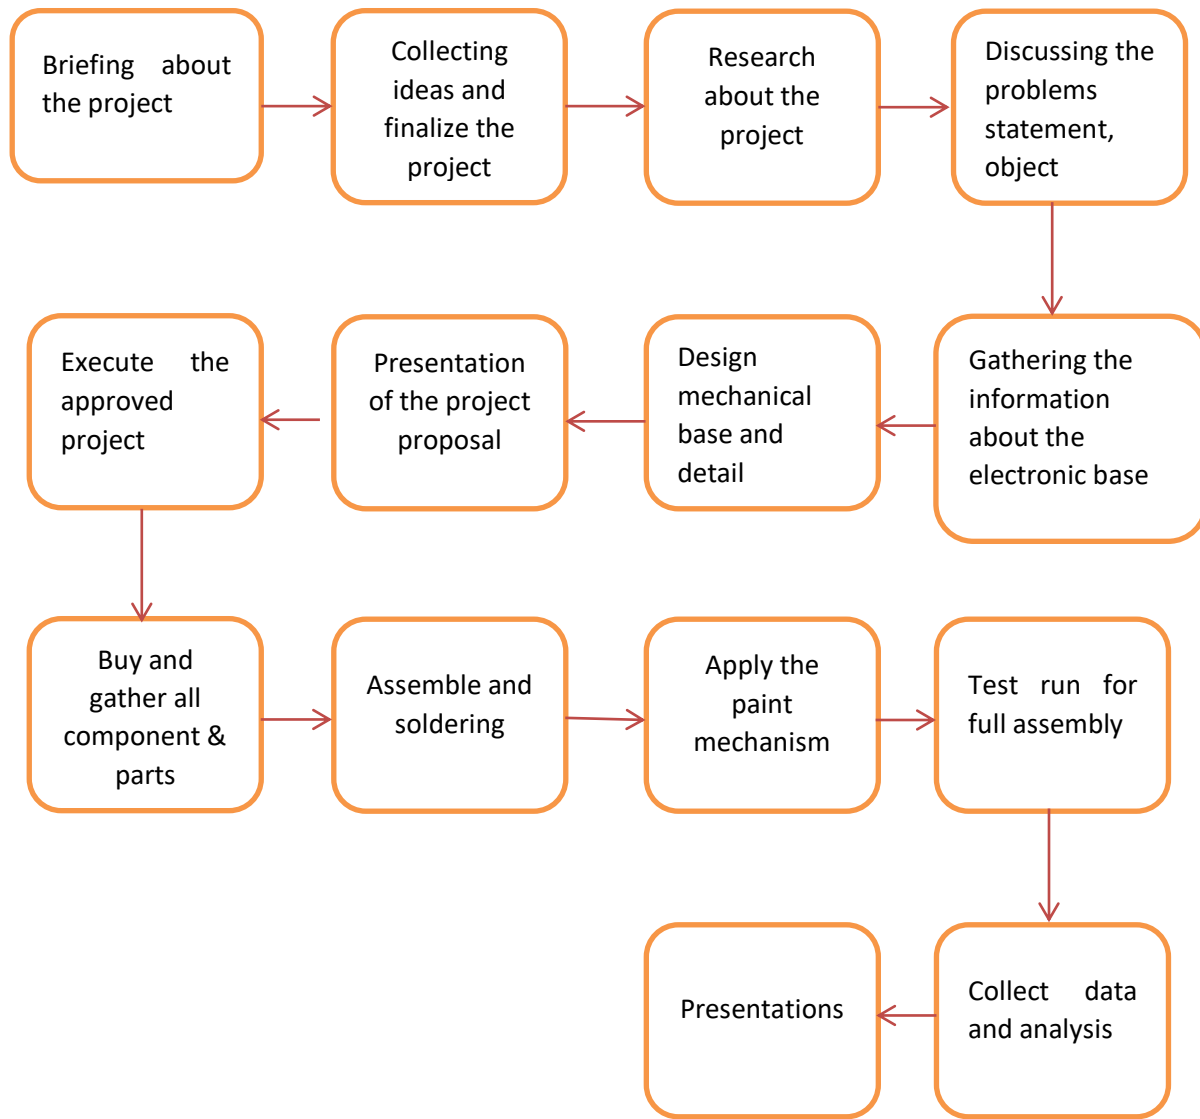 Briefing about
the project
Collecting
ideas and
finalize the
project
Research
about the
project
Discussing the
problems
statement,
object
Gathering the
information
about the
electronic base
Design
mechanical
base and
detail
Presentation
of the project
proposal
Execute the
approved
project
Buy and
gather all
component &
parts
Assemble and
soldering
Apply the
paint
mechanism
Test run for
full assembly
Collect data
and analysis
Presentations